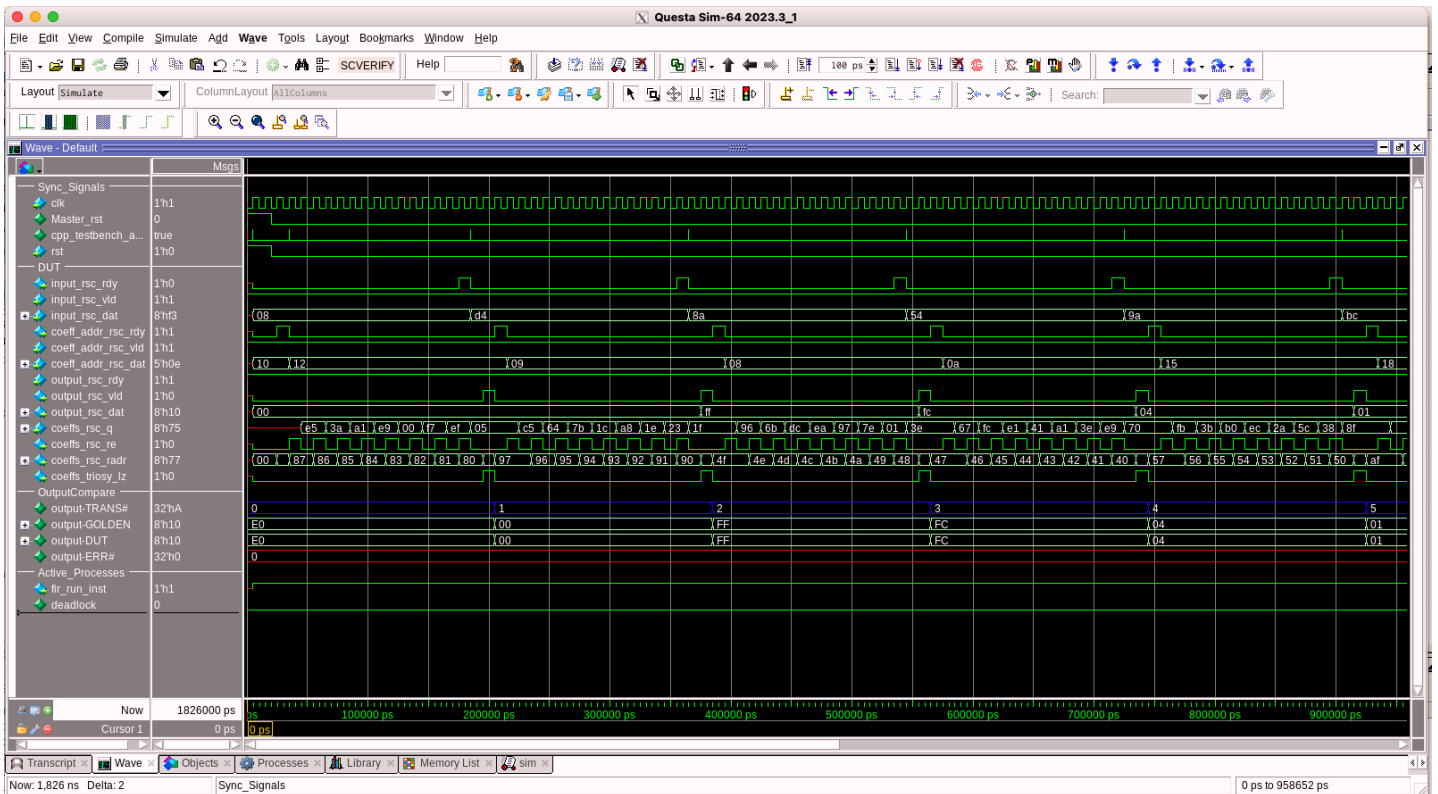 Questa Sim-64 2023.3_1
File Edit View Compile Simulate Add Wave Tools Layout Bookmarks Window Help
SCVERIFY Help 100 ps
Layout Simulate ColumnLayout AllColumns Search:
Wave - Default
Msgs
Sync_Signals
clk 1'h1
Master_rst 0
cpp_testbench_a... true
rst 1'h0
DUT
input_rsc_rdy 1'h0
input_rsc_vld 1'h1
input_rsc_dat 8'hf3 08 d4 8a 54 9a bc
coeff_addr_rsc_rdy 1'h1
coeff_addr_rsc_vld 1'h1
coeff_addr_rsc_dat 5'h0e 10 12 09 08 0a 15 18
output_rsc_rdy 1'h1
output_rsc_vld 1'h0
output_rsc_dat 8'h10 00 ff fc 04 01
coeffs_rsc_q 8'h75 e5 3a a1 e9 00 f7 ef 05 c5 64 7b 1c a8 1e 23 1f 96 6b dc ea 97 7e 01 3e 67 fc e1 41 a1 3e e9 70 fb 3b b0 ec 2a 5c 38 8f
coeffs_rsc_re 1'h0
coeffs_rsc_radr 8'h77 00 87 86 85 84 83 82 81 80 97 96 95 94 93 92 91 90 4f 4e 4d 4c 4b 4a 49 48 47 46 45 44 43 42 41 40 57 56 55 54 53 52 51 50 af
coeffs_triosy_lz 1'h0
OutputCompare
output-TRANS# 32'hA 0 1 2 3 4 5
output-GOLDEN 8'h10 E0 00 FF FC 04 01
output-DUT 8'h10 E0 00 FF FC 04 01
output-ERR# 32'h0 0
Active_Processes
fir_run_inst 1'h1
deadlock 0
Now 1826000 ps ps 100000 ps 200000 ps 300000 ps 400000 ps 500000 ps 600000 ps 700000 ps 800000 ps 900000 ps
Cursor 1 0 ps 0 ps
Transcript Wave Objects Processes Library Memory List sim
Now: 1,826 ns Delta: 2 Sync_Signals 0 ps to 958652 ps